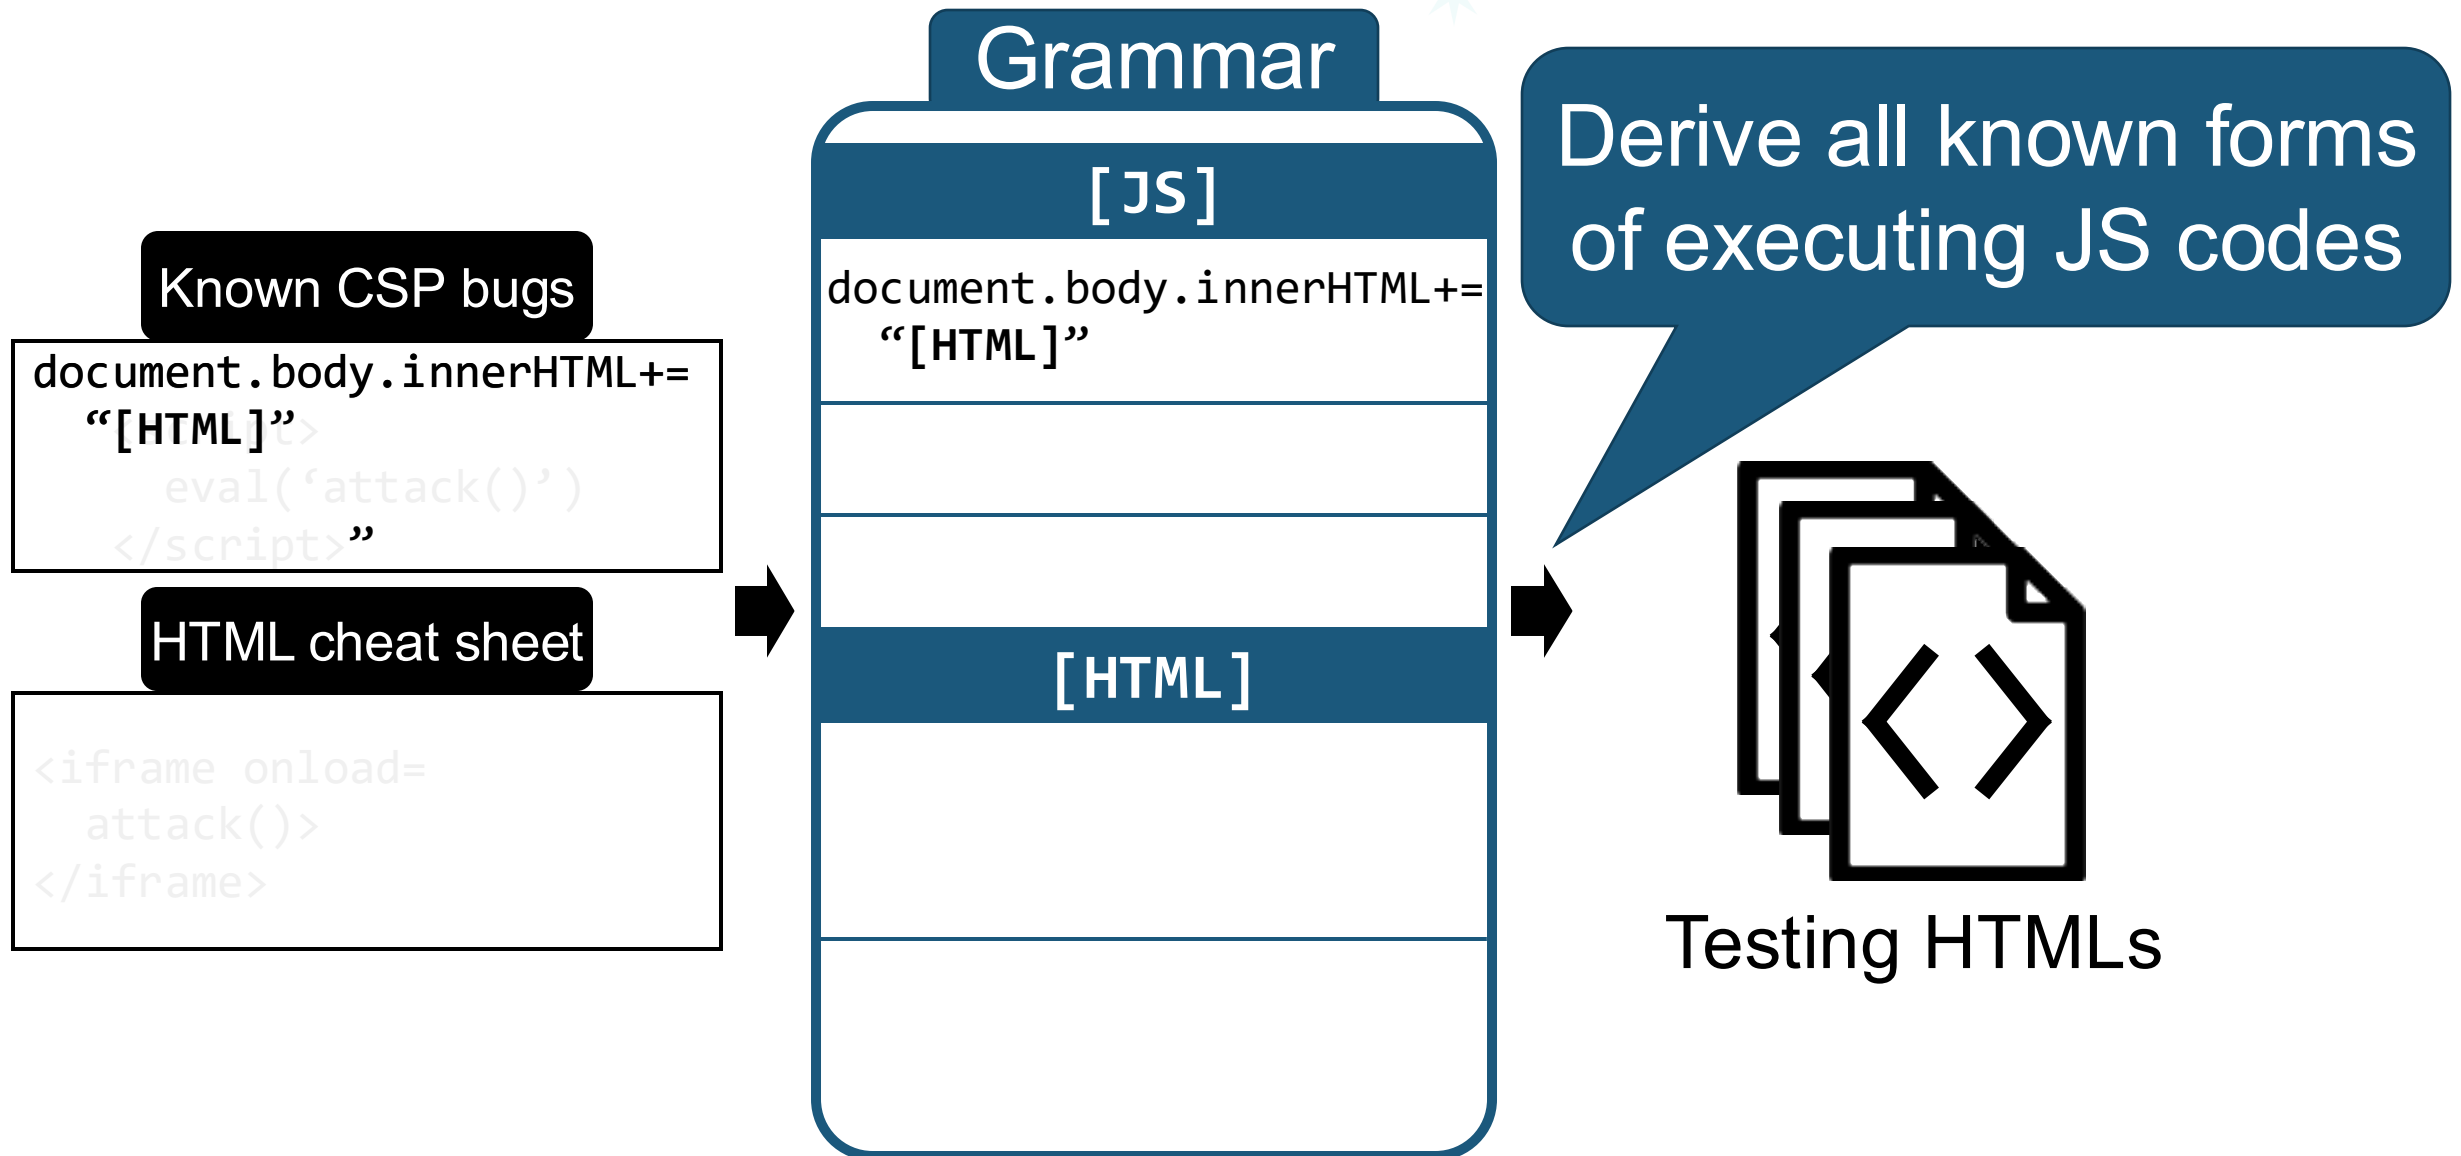 Grammar
[JS]
document.body.innerHTML+=
“[HTML]”
[HTML]
Known CSP bugs
document.body.innerHTML+=
“[HTML]”
<script>
eval(‘attack()’)
</script>”
HTML cheat sheet
<iframe onload=
attack()>
</iframe>
Derive all known forms
of executing JS codes
Testing HTMLs